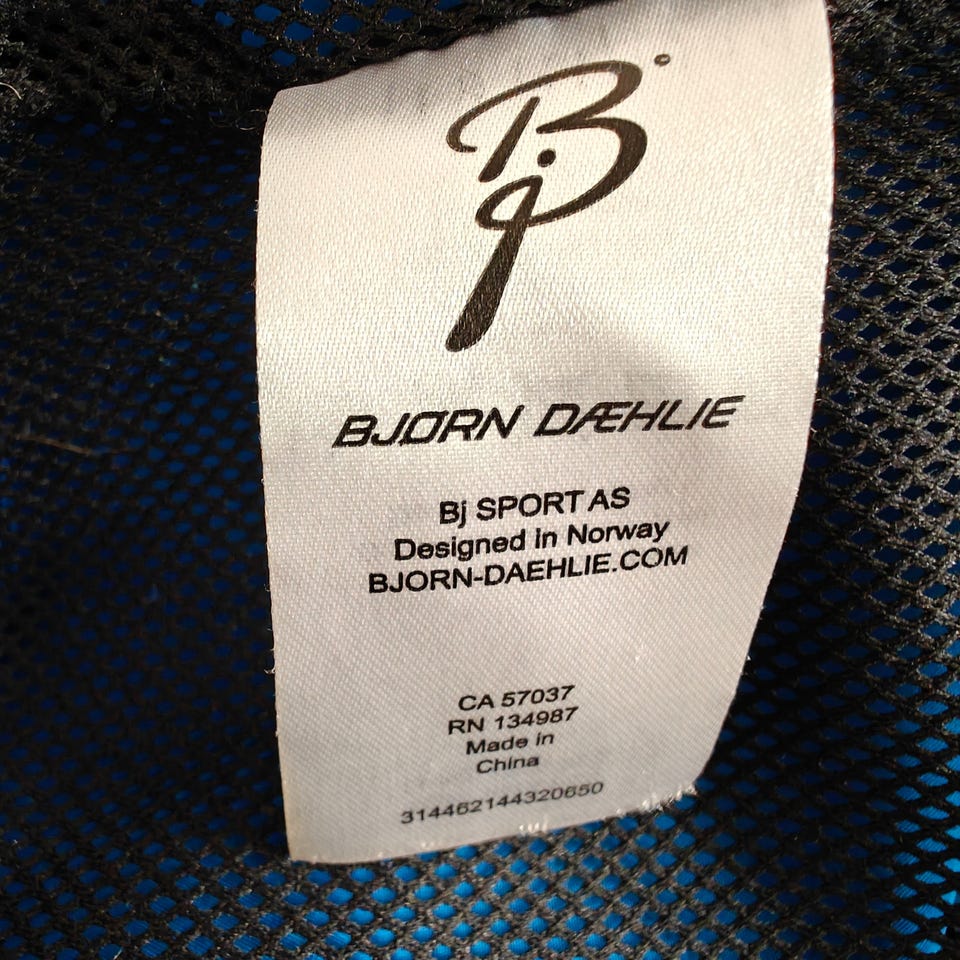 Bj
BJØRN DÆHLIE
Bj SPORT AS
Designed in Norway
BJORN-DAEHLIE.COM
CA 57037
RN 134987
Made in
China
314462144320650